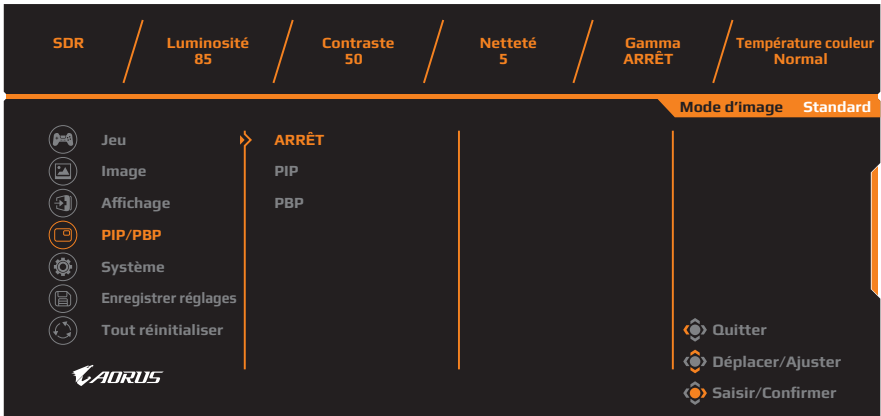 SDR
Luminosité
85
Contraste
50
Netteté
5
Gamma
ARRÊT
Température couleur
Normal
Mode d'image Standard
Jeu
Image
Affichage
PIP/PBP
Système
Enregistrer réglages
Tout réinitialiser
ARRÊT
PIP
PBP
Quitter
Déplacer/Ajuster
Saisir/Confirmer
AORUS